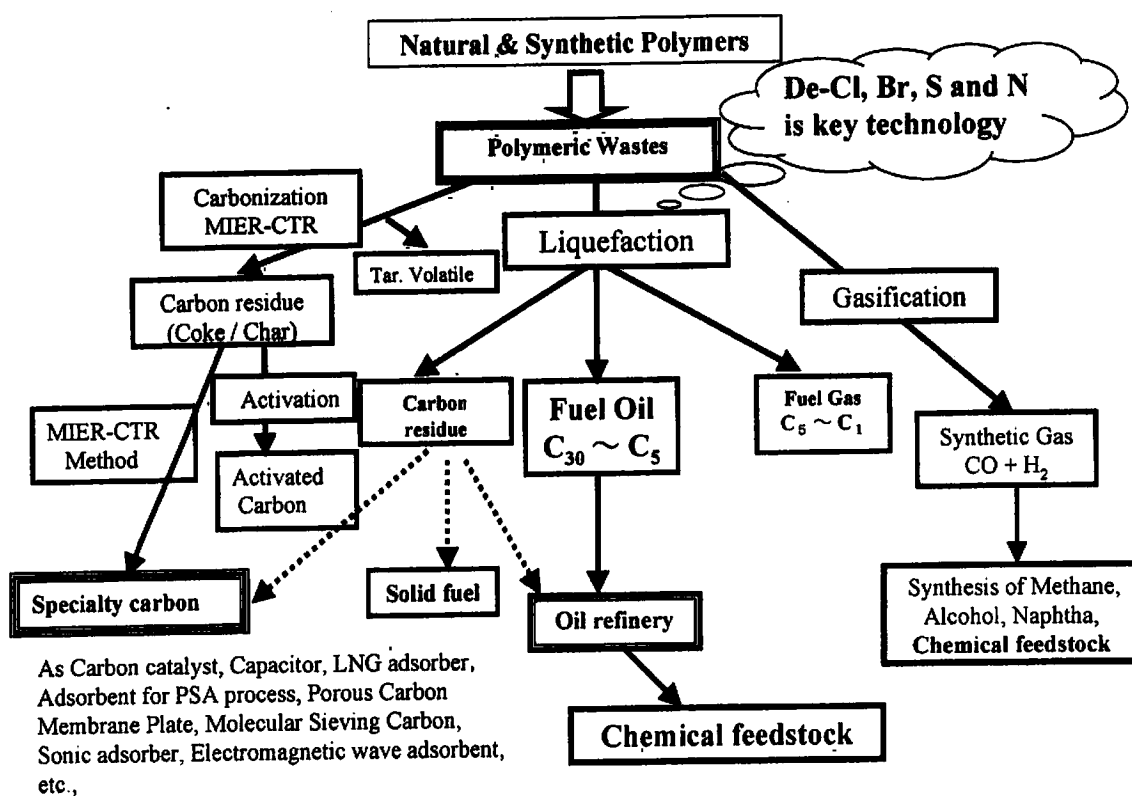 Natural & Synthetic Polymers
De-Cl, Br, S and N
is key technology
Polymeric Wastes
Carbonization
MIER-CTR
Liquefaction
Tar. Volatile
Gasification
Carbon residue
(Coke / Char)
Activation
Carbon
residue
Fuel Oil
C₃₀ ~ C₅
Fuel Gas
C₅ ~ C₁
MIER-CTR
Method
Synthetic Gas
CO + H₂
Activated
Carbon
Specialty carbon
Solid fuel
Oil refinery
Synthesis of Methane,
Alcohol, Naphtha,
Chemical feedstock
As Carbon catalyst, Capacitor, LNG adsorber,
Adsorbent for PSA process, Porous Carbon
Membrane Plate, Molecular Sieving Carbon,
Sonic adsorber, Electromagnetic wave adsorbent,
etc.,
Chemical feedstock